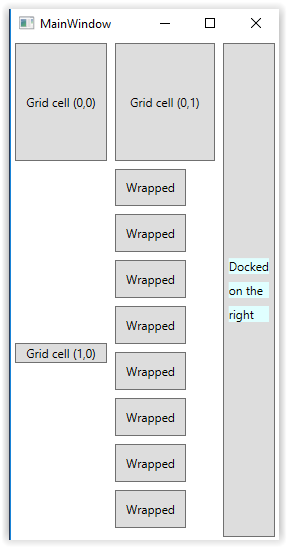 MainWindow
Grid cell (0,0)
Grid cell (0,1)
Wrapped
Wrapped
Wrapped
Wrapped
Wrapped
Wrapped
Wrapped
Wrapped
Grid cell (1,0)
Docked
on the
right